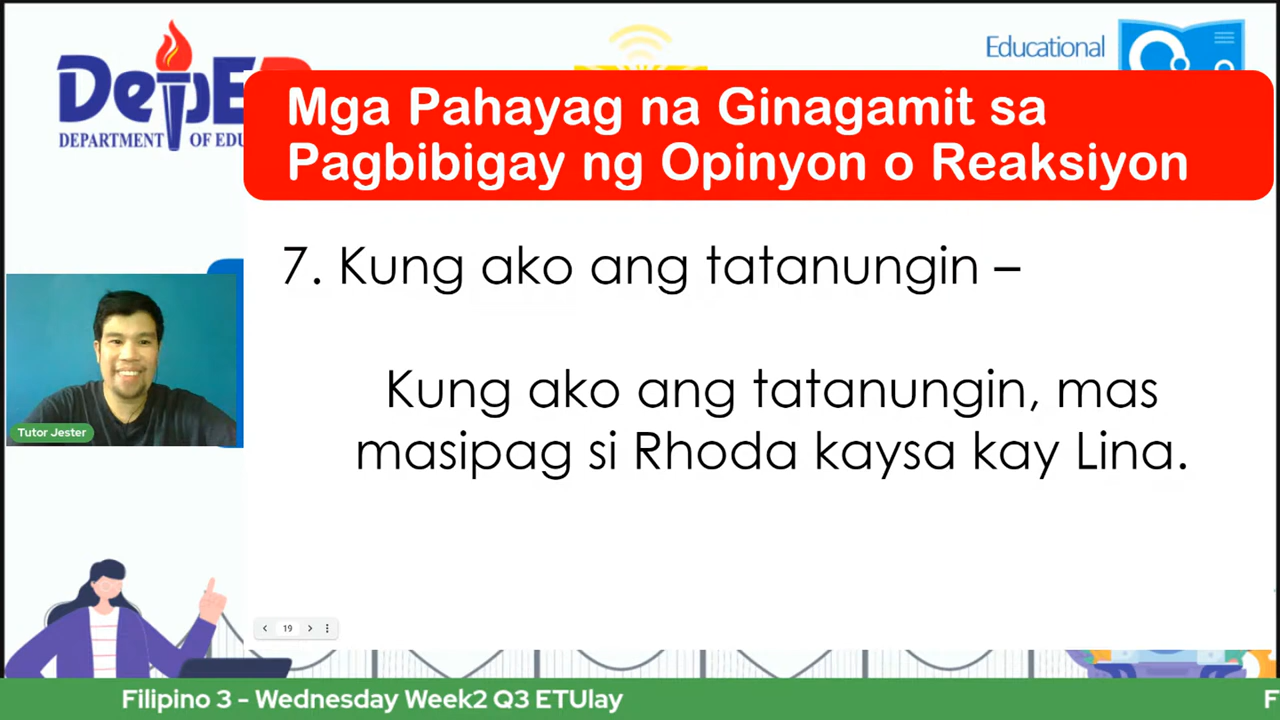 DepED
DEPARTMENT OF EDU
Educational
Mga Pahayag na Ginagamit sa
Pagbibigay ng Opinyon o Reaksiyon
7. Kung ako ang tatanungin –
Kung ako ang tatanungin, mas
masipag si Rhoda kaysa kay Lina.
Tutor Jester
19
Filipino 3 - Wednesday Week2 Q3 ETUlay
F